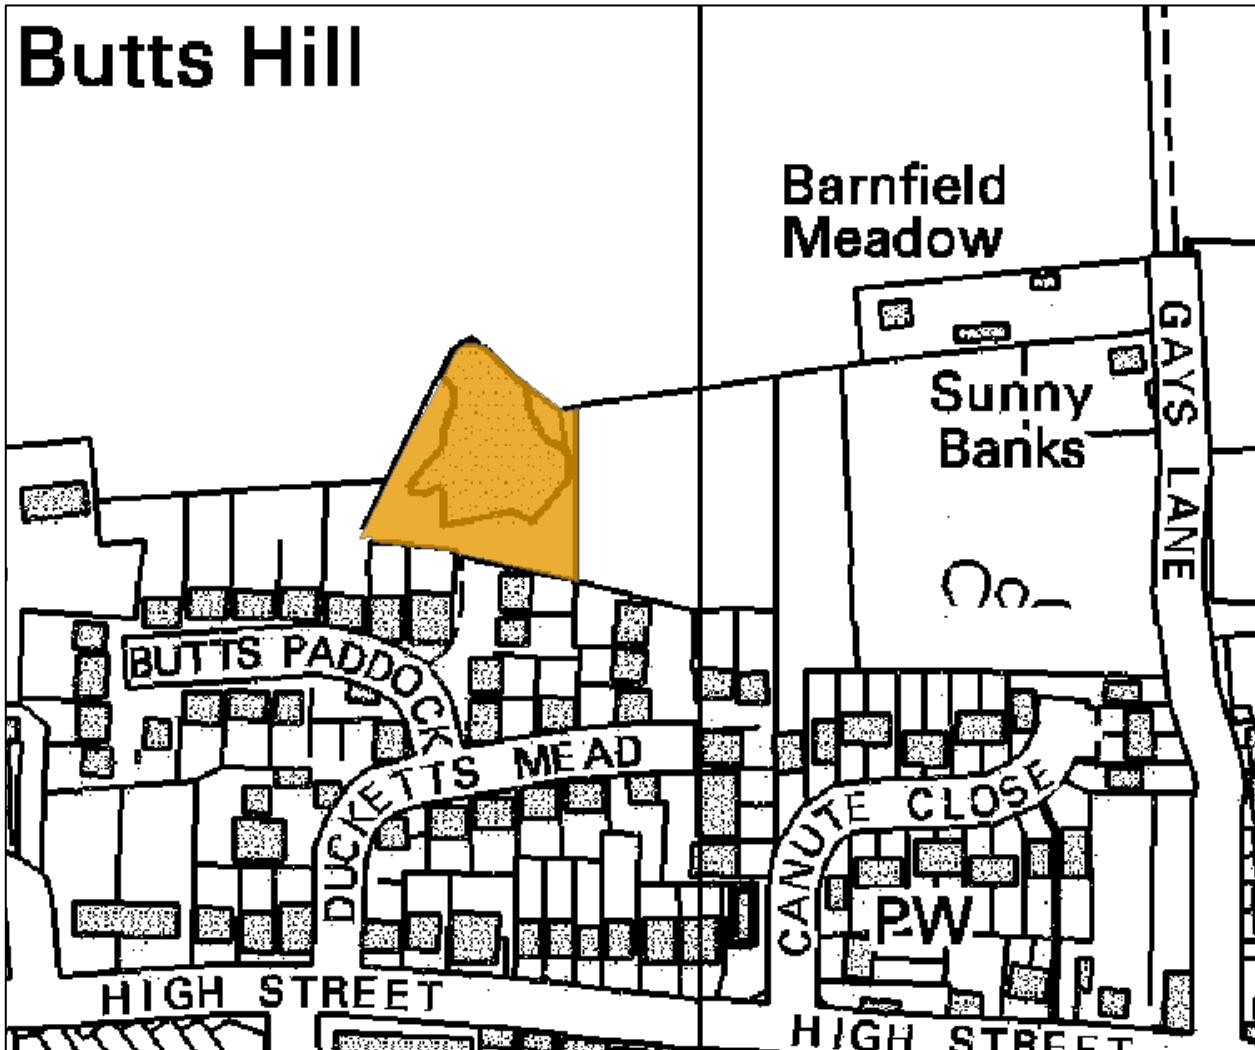 Butts Hill
Barnfield
Meadow
GAYS LANE
Sunny
Banks
BUTTS PADDOCK
DUCKETTS MEAD
CANUTE CLOSE
PW
HIGH STREET
HIGH STREET